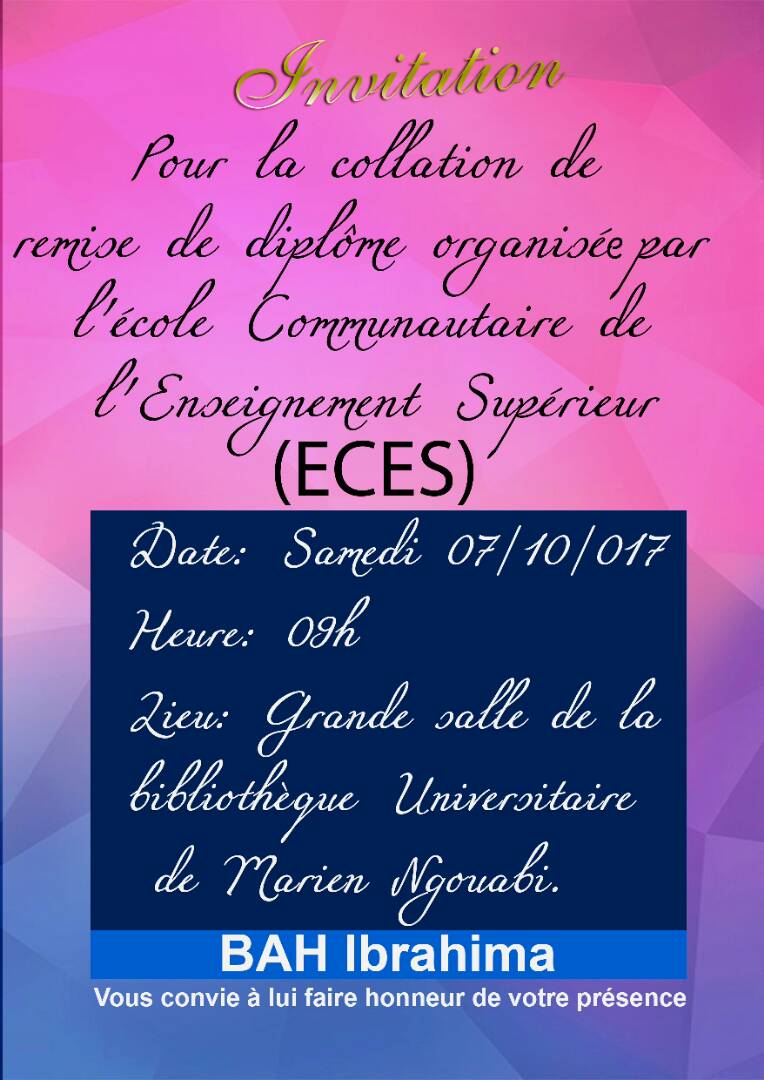 Invitation
Pour la collation de
remise de diplôme organisée par
l'école Communautaire de
l'Enseignement Supérieur
(ECES)
Date: Samedi 07/10/017
Heure: 09h
Lieu: Grande salle de la
bibliothèque Universitaire
de Marien Ngouabi.
BAH Ibrahima
Vous convie à lui faire honneur de votre présence